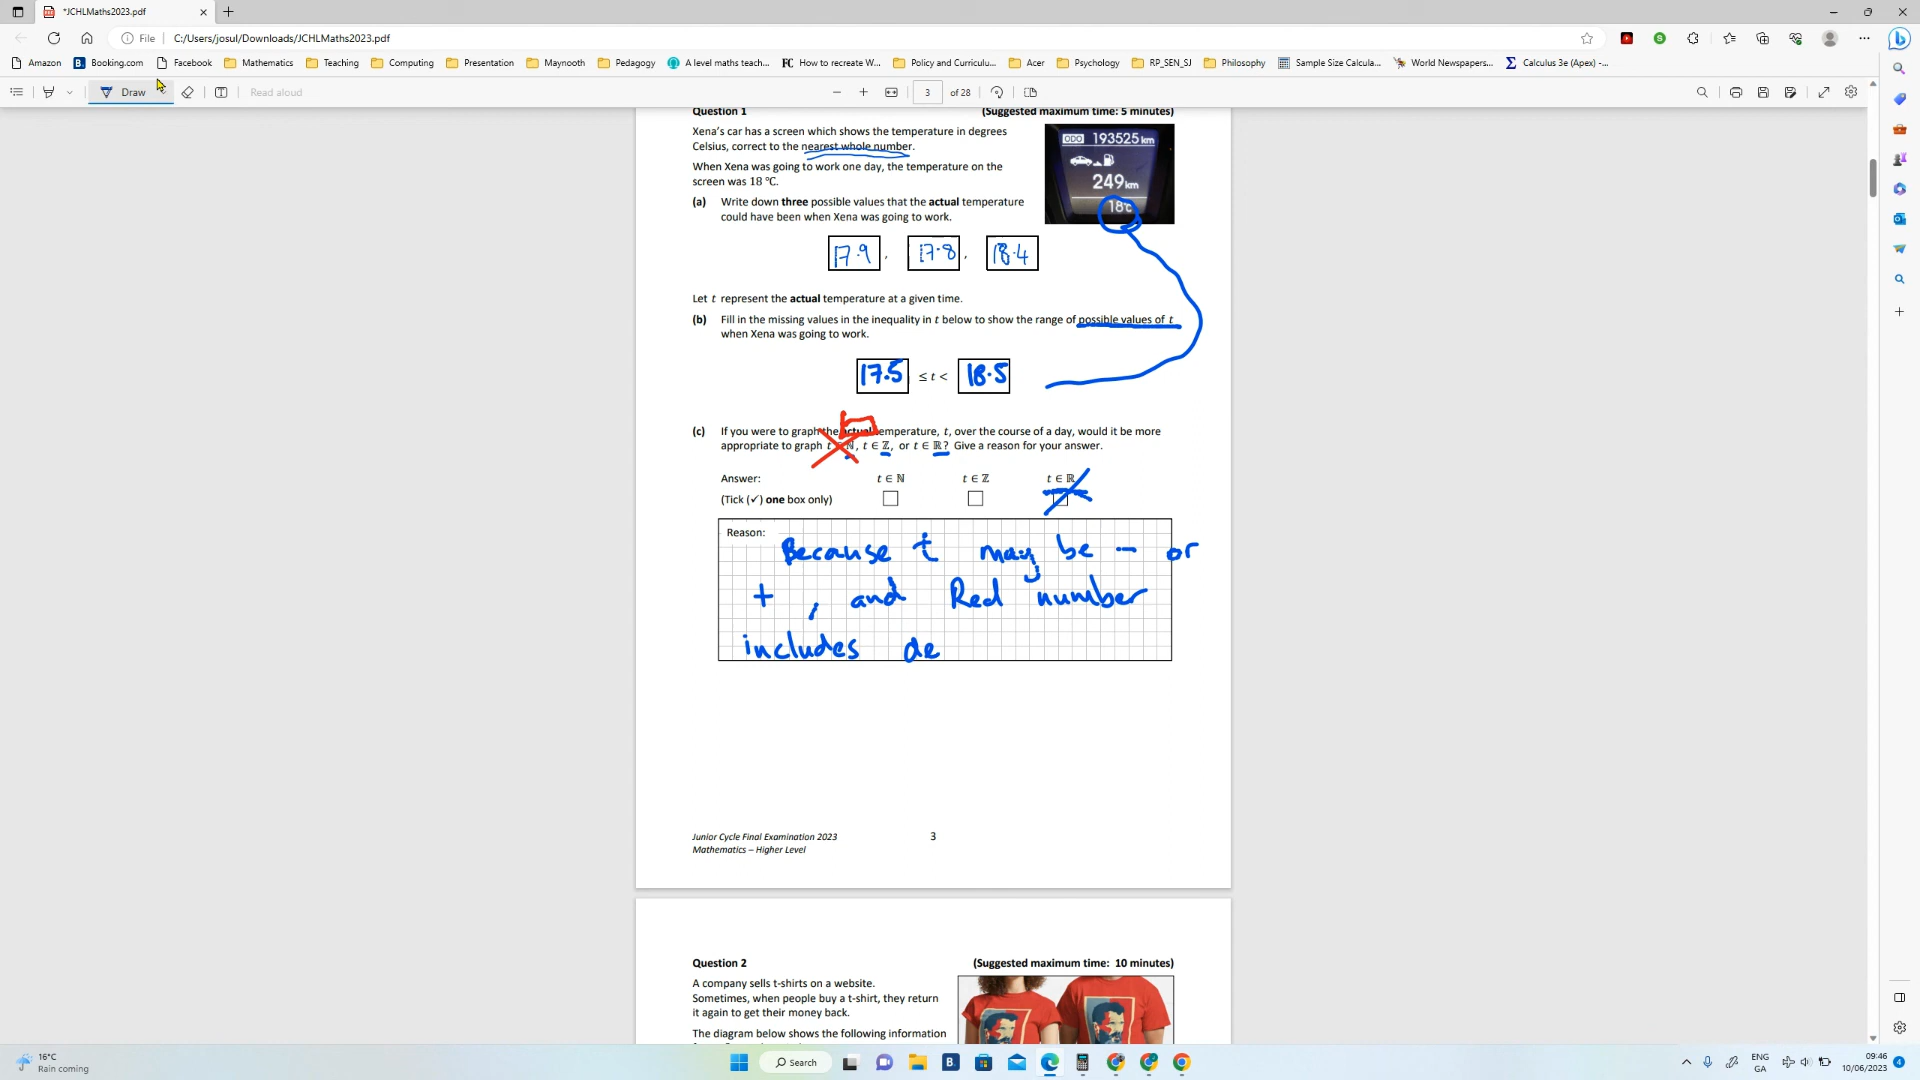 *JCHLMaths2023.pdf
File C:/Users/josul/Downloads/JCHLMaths2023.pdf
Amazon Booking.com Facebook Mathematics Teaching Computing Presentation Maynooth Pedagogy A level maths teach... How to recreate W... Policy and Curriculu... Acer Psychology RP_SEN_SJ Philosophy Sample Size Calcula... World Newspapers... Calculus 3e (Apex) -...
Draw Read aloud 3 of 28
Question 1 (Suggested maximum time: 5 minutes)
Xena's car has a screen which shows the temperature in degrees
Celsius, correct to the nearest whole number.
When Xena was going to work one day, the temperature on the
screen was 18 °C.
ODO 193525 km
249 km
18°C
(a) Write down three possible values that the actual temperature
could have been when Xena was going to work.
17.9 , 17.8 , 18.4
Let t represent the actual temperature at a given time.
(b) Fill in the missing values in the inequality in t below to show the range of possible values of t
when Xena was going to work.
17.5 ≤ t < 18.5
(c) If you were to graph the actual temperature, t, over the course of a day, would it be more
appropriate to graph t ∈ ℕ, t ∈ ℤ, or t ∈ ℝ? Give a reason for your answer.
Answer: t ∈ ℕ t ∈ ℤ t ∈ ℝ
(Tick (✓) one box only)
Reason:
Because t may be - or
+ , and Real number
includes de
Junior Cycle Final Examination 2023 3
Mathematics – Higher Level
Question 2 (Suggested maximum time: 10 minutes)
A company sells t-shirts on a website.
Sometimes, when people buy a t-shirt, they return
it again to get their money back.
The diagram below shows the following information
16°C
Rain coming
Search
ENG
GA
09:46
10/06/2023
4